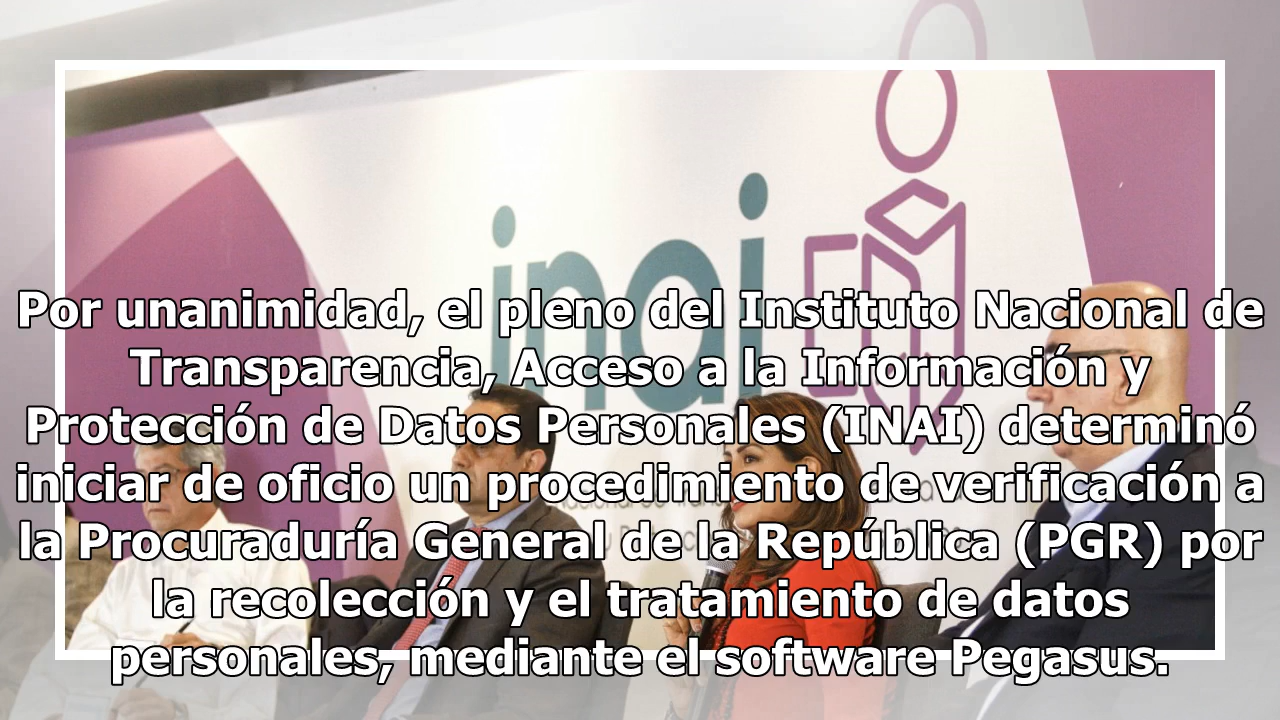 inai
Por unanimidad, el pleno del Instituto Nacional de
Transparencia, Acceso a la Información y
Protección de Datos Personales (INAI) determinó
iniciar de oficio un procedimiento de verificación a
la Procuraduría General de la República (PGR) por
la recolección y el tratamiento de datos
personales, mediante el software Pegasus.